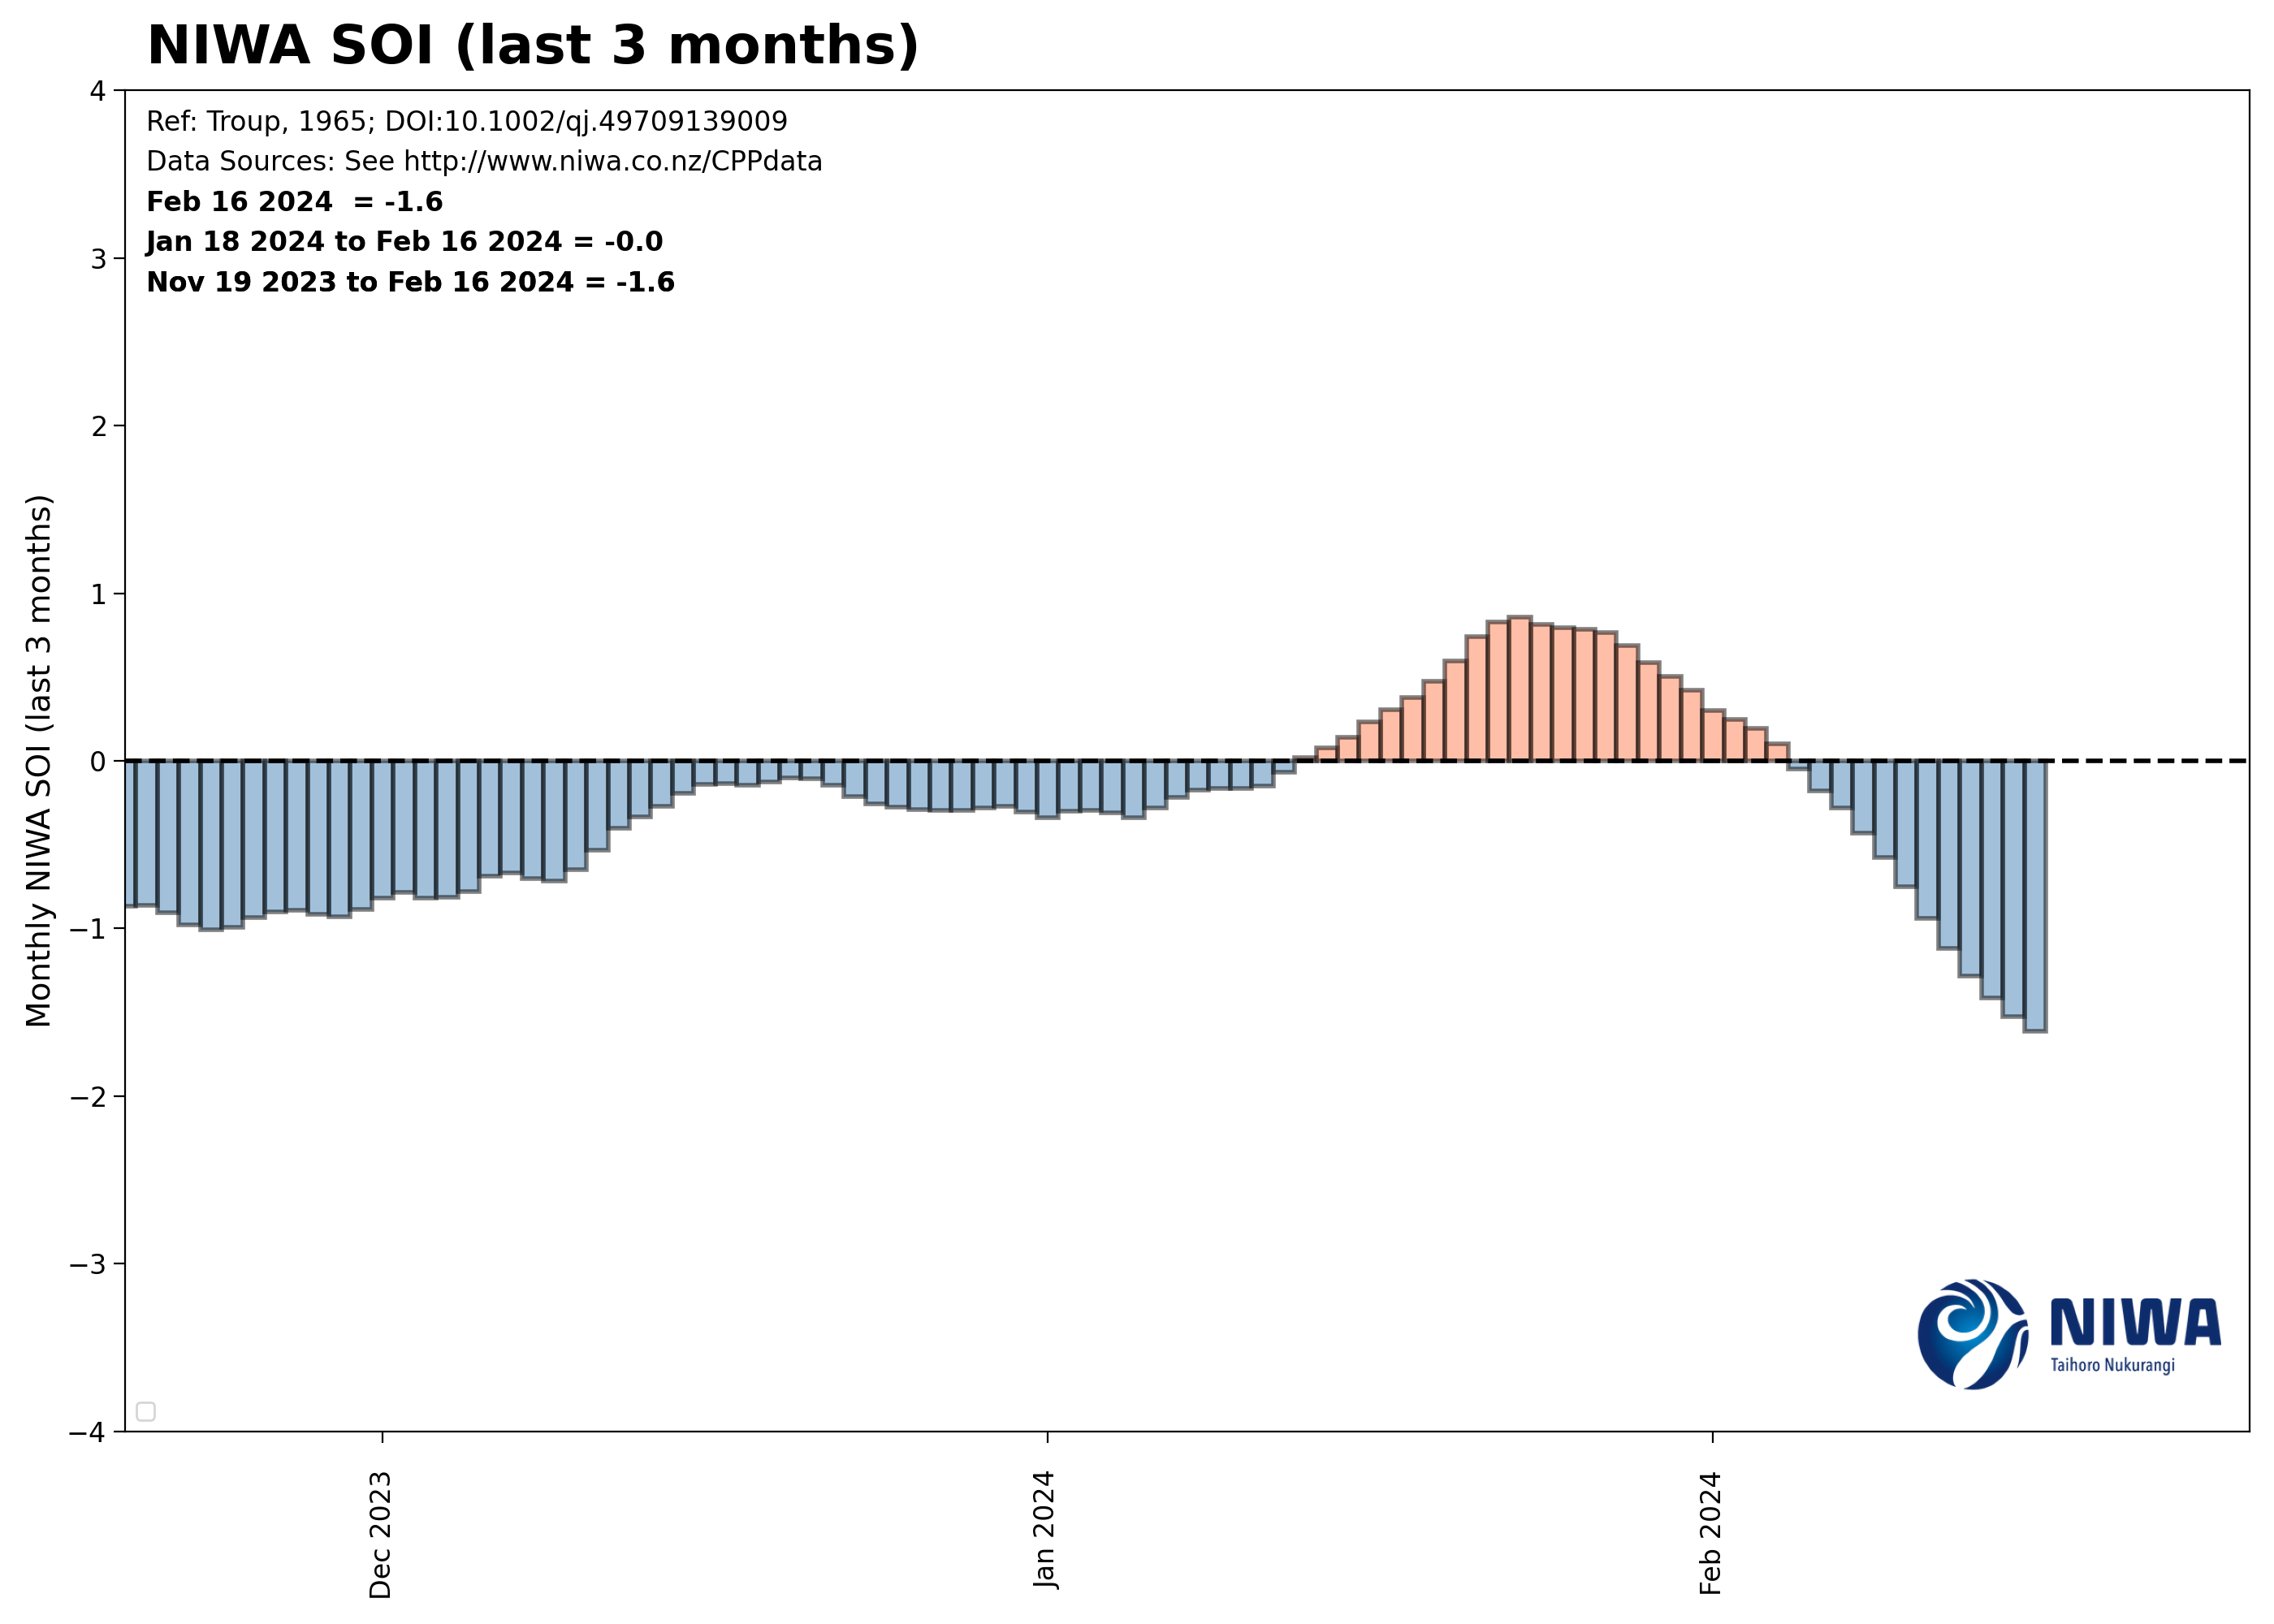 NIWA SOI (last 3 months)
Ref: Troup, 1965; DOI:10.1002/qj.49709139009
Data Sources: See http://www.niwa.co.nz/CPPdata
Feb 16 2024 = -1.6
Jan 18 2024 to Feb 16 2024 = -0.0
Nov 19 2023 to Feb 16 2024 = -1.6
Monthly NIWA SOI (last 3 months)
4
3
2
1
0
−1
−2
−3
−4
NIWA
Taihoro Nukurangi
Dec 2023
Jan 2024
Feb 2024